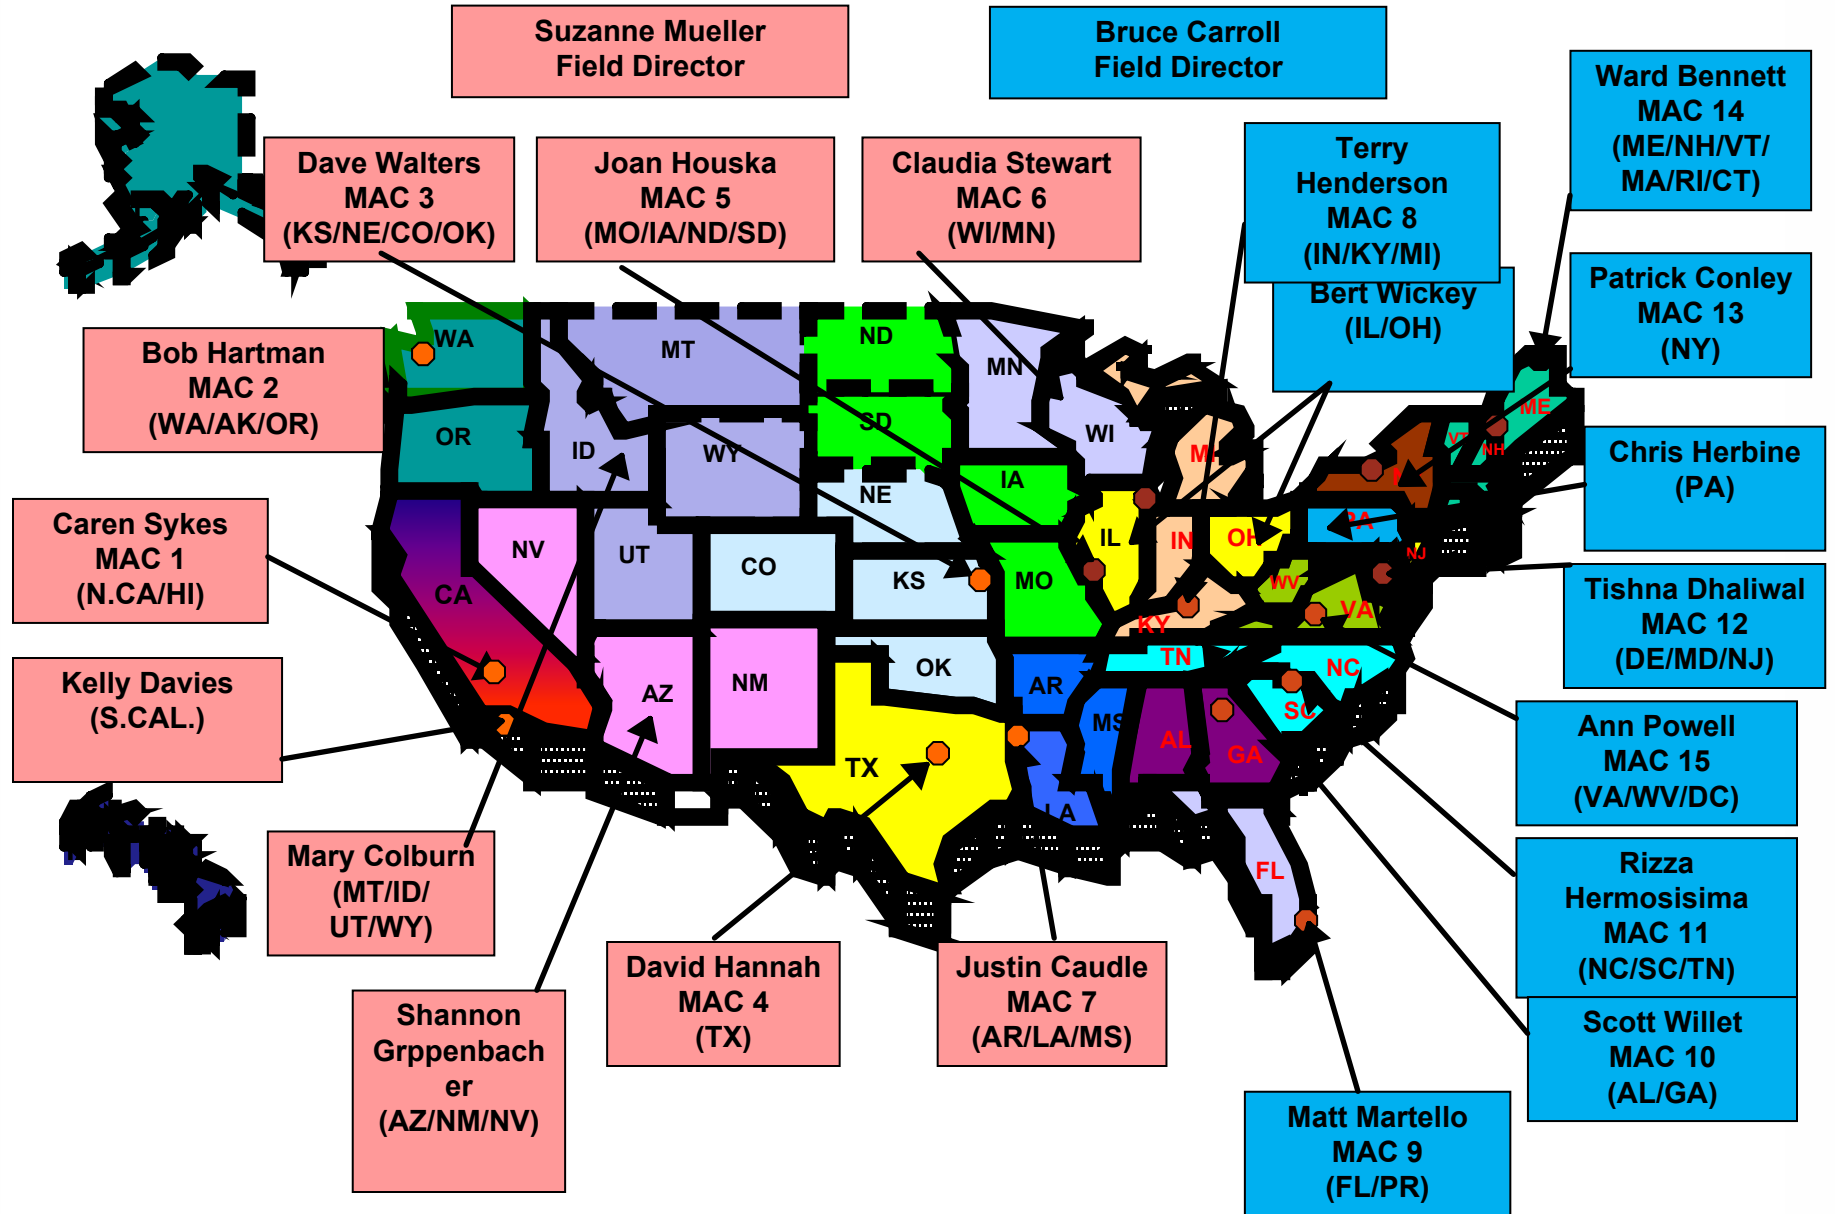 Suzanne Mueller
Field Director
Bruce Carroll
Field Director
Ward Bennett
MAC 14
(ME/NH/VT/
MA/RI/CT)
Dave Walters
MAC 3
(KS/NE/CO/OK)
Joan Houska
MAC 5
(MO/IA/ND/SD)
Claudia Stewart
MAC 6
(WI/MN)
Terry
Henderson
MAC 8
(IN/KY/MI)
Bert Wickey
(IL/OH)
Patrick Conley
MAC 13
(NY)
Bob Hartman
MAC 2
(WA/AK/OR)
Chris Herbine
(PA)
Caren Sykes
MAC 1
(N.CA/HI)
Tishna Dhaliwal
MAC 12
(DE/MD/NJ)
Kelly Davies
(S.CAL.)
Ann Powell
MAC 15
(VA/WV/DC)
Mary Colburn
(MT/ID/
UT/WY)
Rizza
Hermosisima
MAC 11
(NC/SC/TN)
David Hannah
MAC 4
(TX)
Justin Caudle
MAC 7
(AR/LA/MS)
Shannon
Grppenbach
er
(AZ/NM/NV)
Scott Willet
MAC 10
(AL/GA)
Matt Martello
MAC 9
(FL/PR)
WA
MT
ND
MN
OR
ID
WY
SD
WI
MI
ME
VT
NH
NE
IA
PA
NV
UT
CO
KS
MO
IL
IN
OH
NJ
WV
VA
CA
KY
AZ
NM
OK
AR
TN
NC
SC
MS
AL
GA
TX
LA
FL